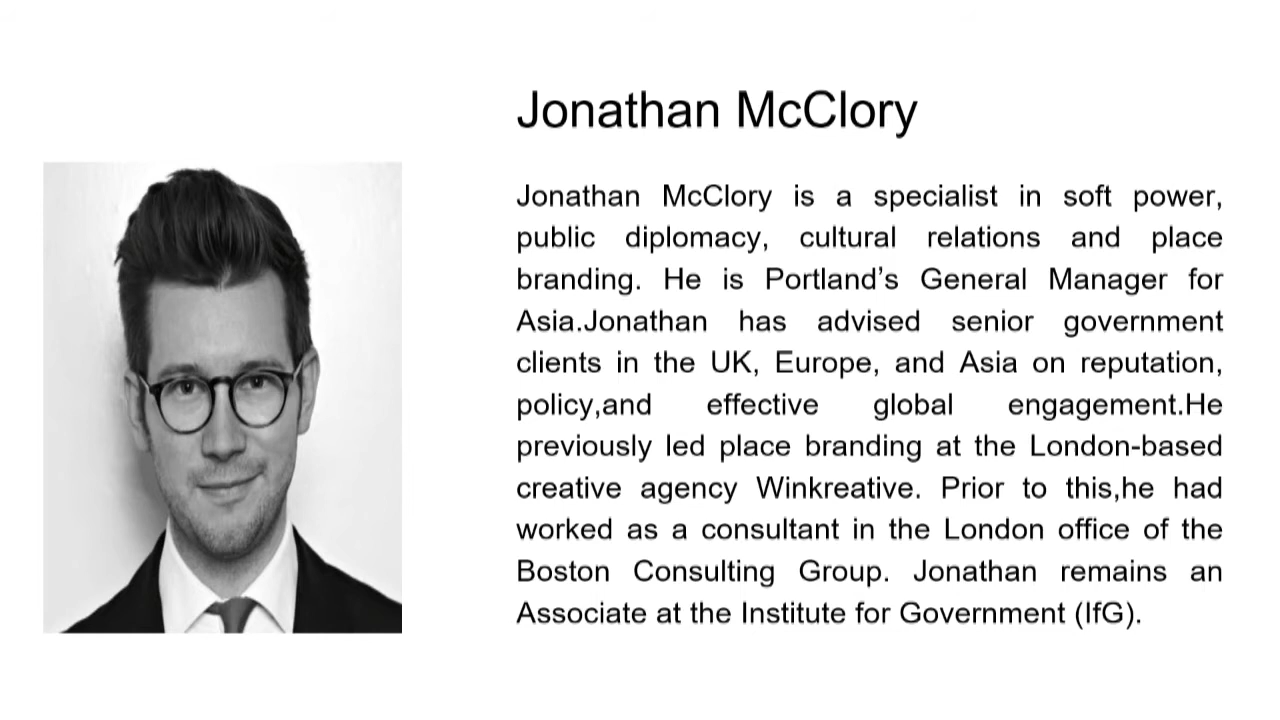 Jonathan McClory
Jonathan McClory is a specialist in soft power,
public diplomacy, cultural relations and place
branding. He is Portland’s General Manager for
Asia.Jonathan has advised senior government
clients in the UK, Europe, and Asia on reputation,
policy,and effective global engagement.He
previously led place branding at the London-based
creative agency Winkreative. Prior to this,he had
worked as a consultant in the London office of the
Boston Consulting Group. Jonathan remains an
Associate at the Institute for Government (IfG).